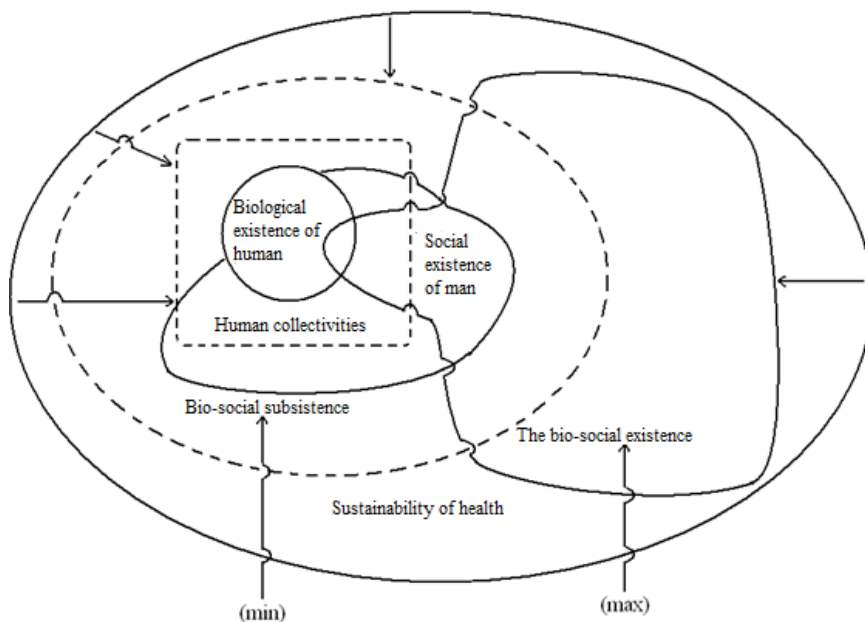 Biological
existence of
human
Social
existence
of man
Human collectivities
Bio-social subsistence
The bio-social existence
Sustainability of health
(min)
(max)